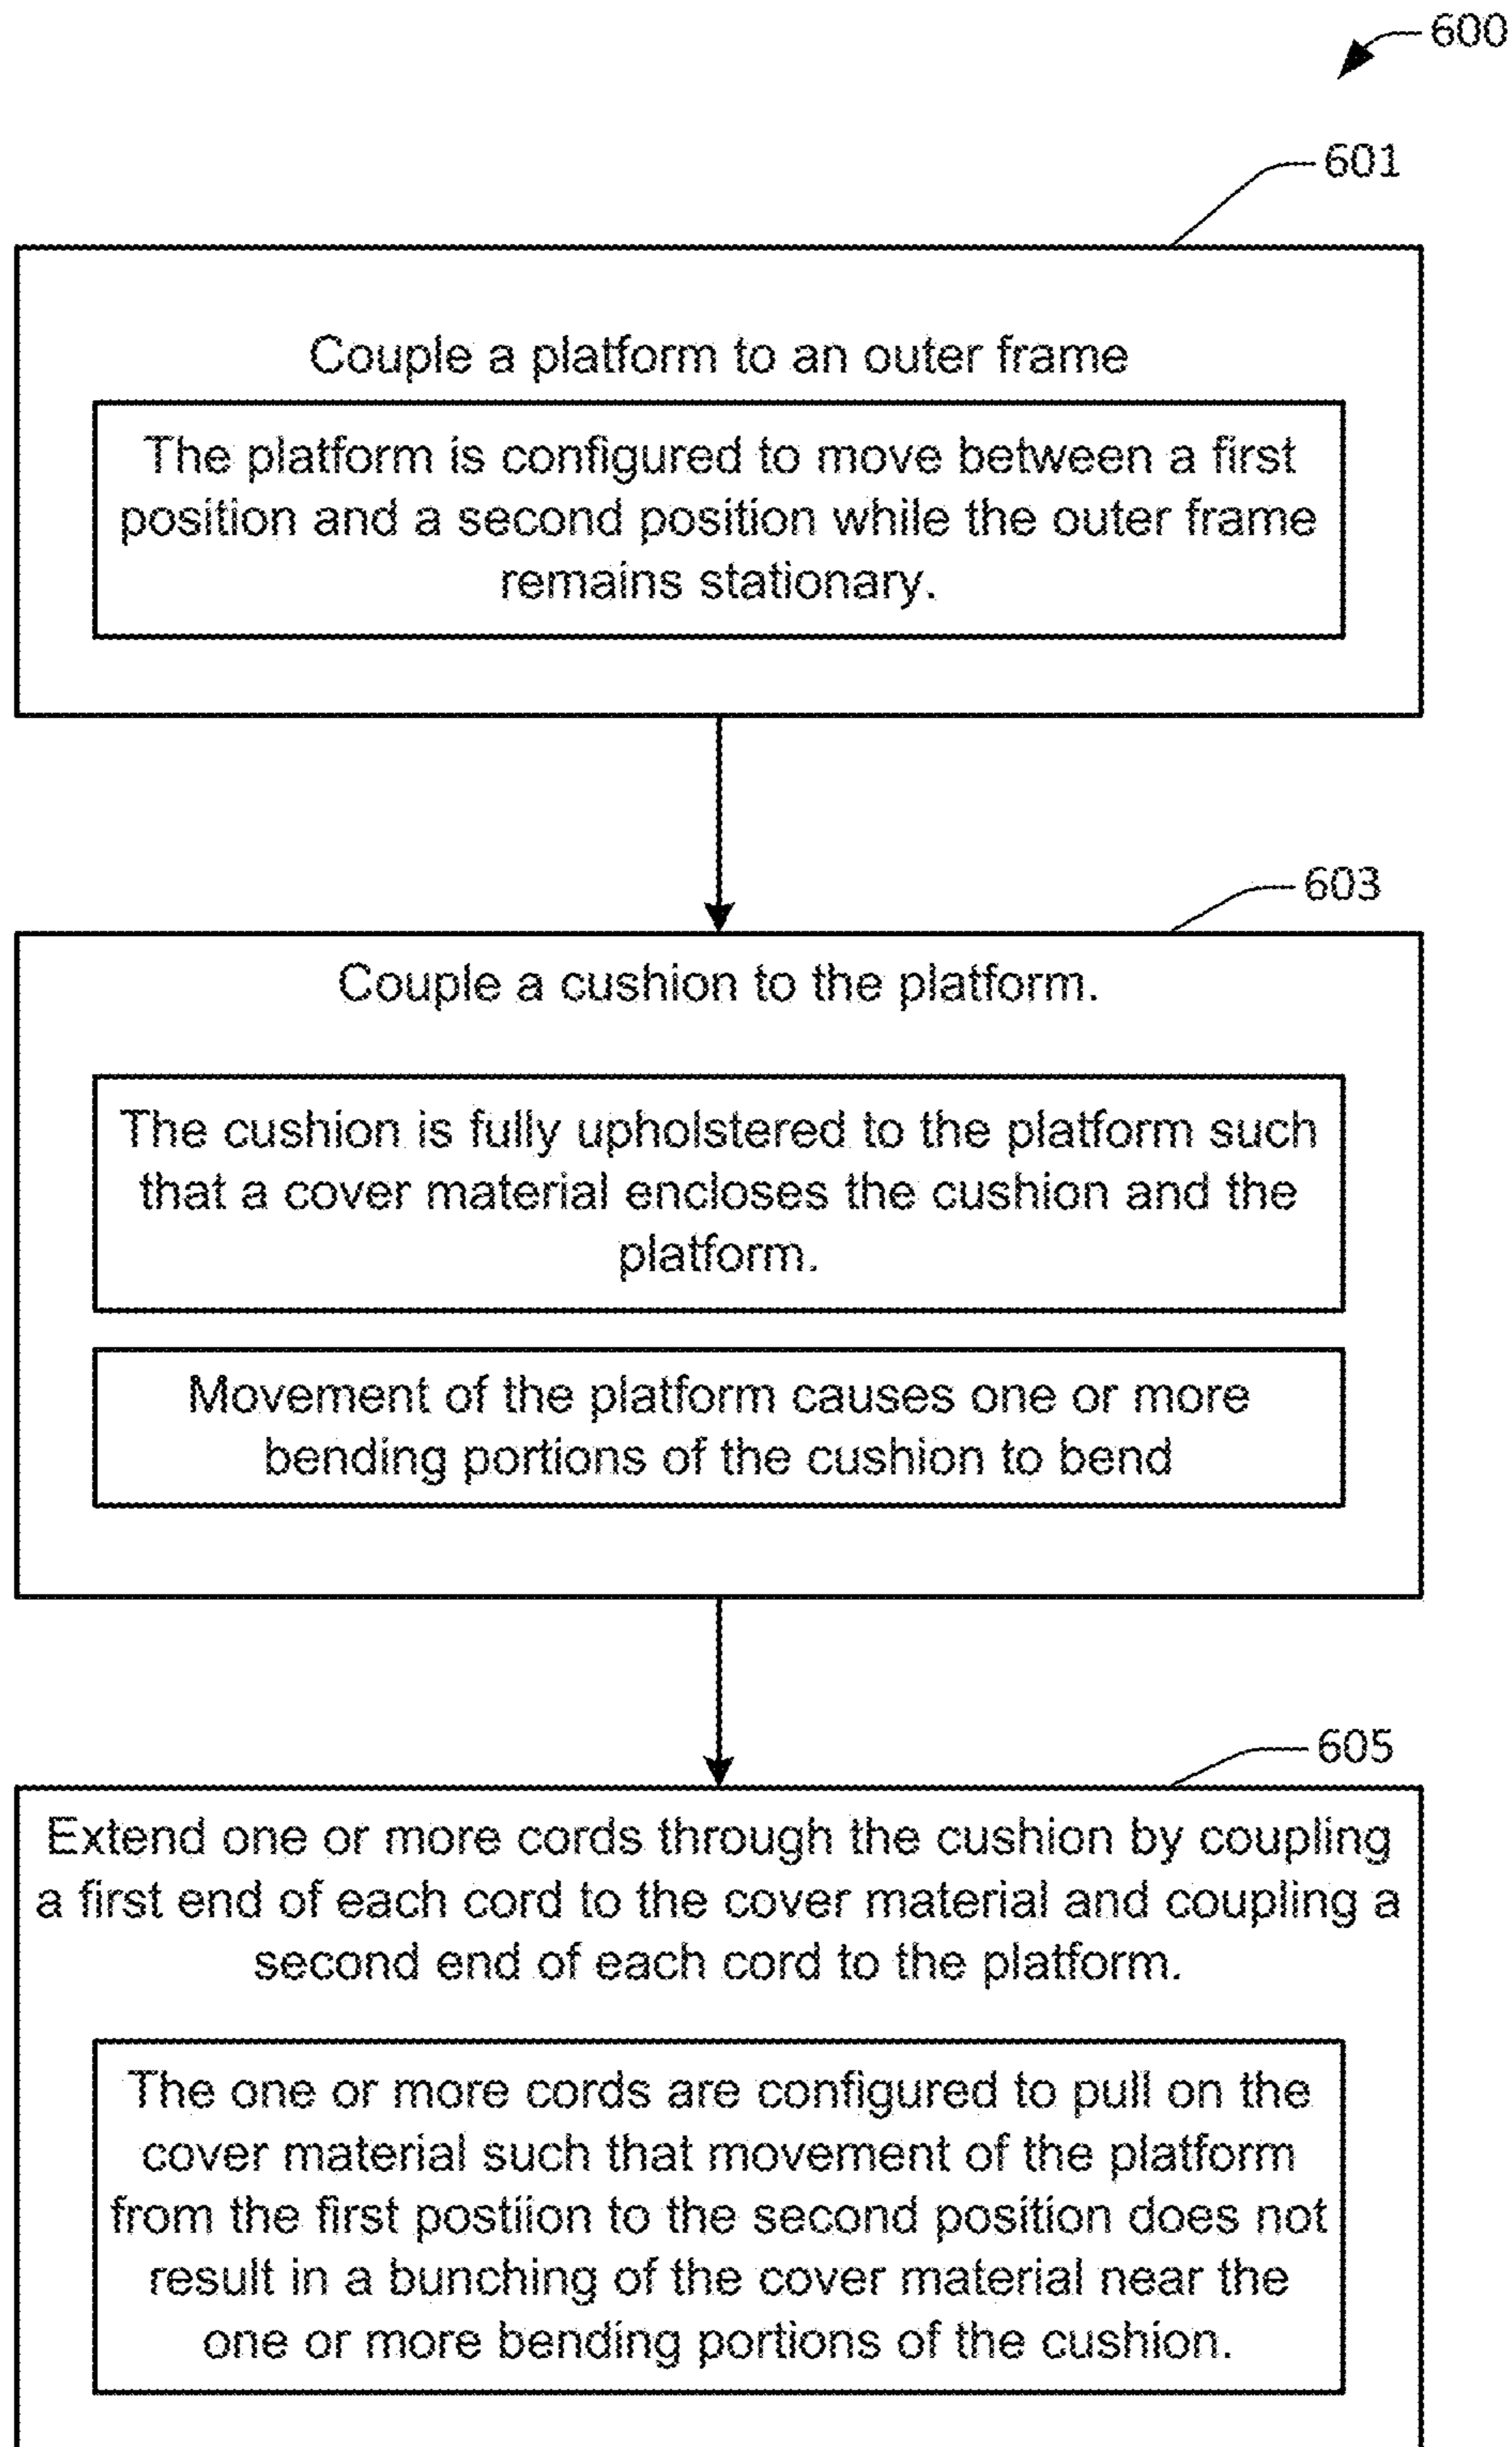 600
601
Couple a platform to an outer frame
The platform is configured to move between a first
position and a second position while the outer frame
remains stationary.
603
Couple a cushion to the platform.
The cushion is fully upholstered to the platform such
that a cover material encloses the cushion and the
platform.
Movement of the platform causes one or more
bending portions of the cushion to bend
605
Extend one or more cords through the cushion by coupling
a first end of each cord to the cover material and coupling a
second end of each cord to the platform.
The one or more cords are configured to pull on the
cover material such that movement of the platform
from the first postiion to the second position does not
result in a bunching of the cover material near the
one or more bending portions of the cushion.